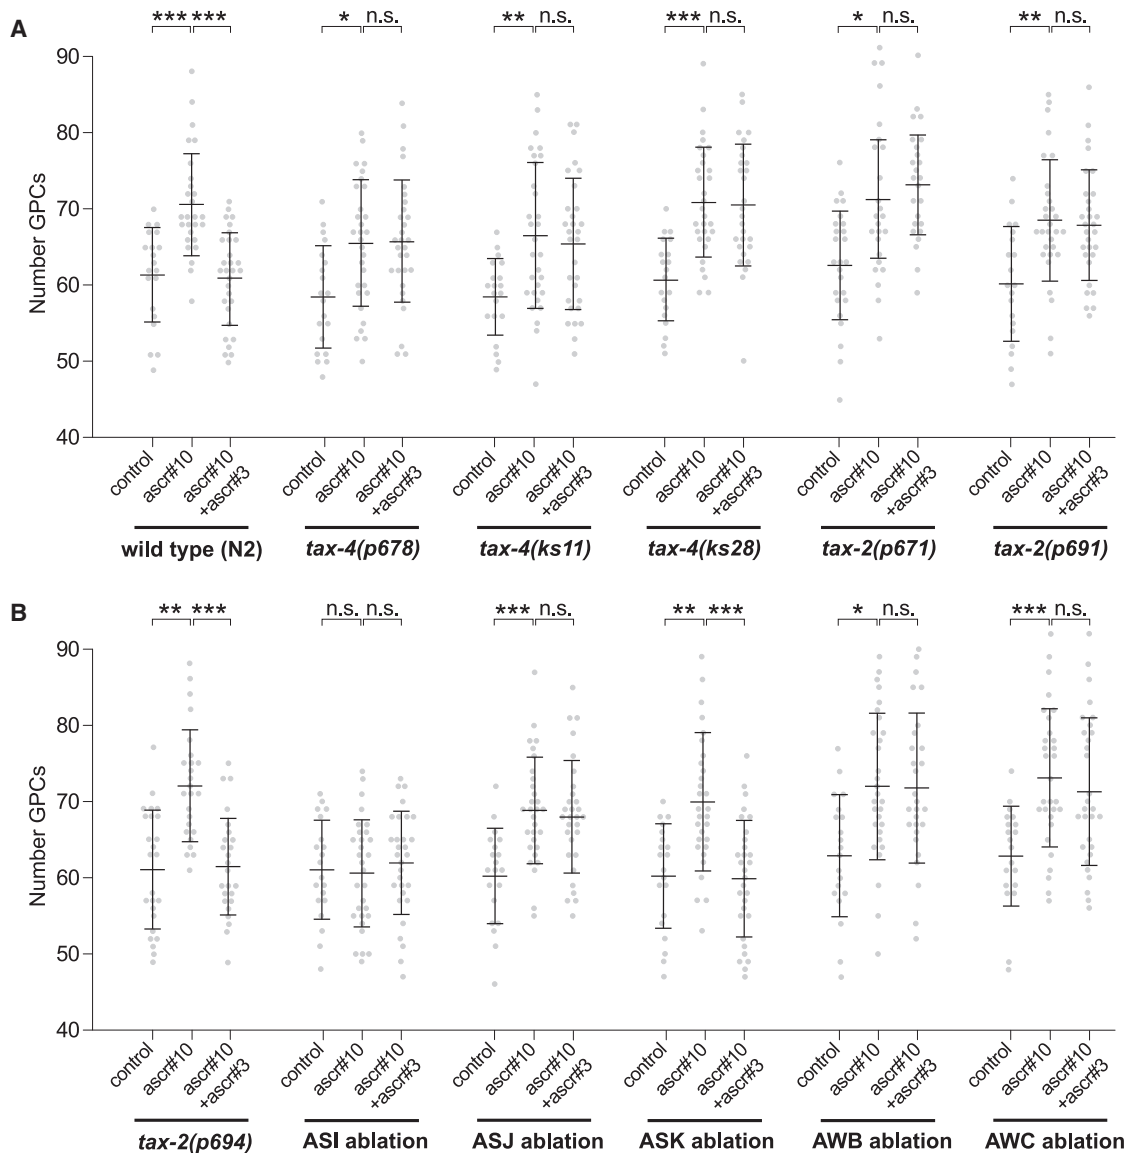 A
*** *** * n.s. ** n.s. *** n.s. * n.s. ** n.s.
Number GPCs
90
80
70
60
50
40
control ascr#10 ascr#10 +ascr#3 control ascr#10 ascr#10 +ascr#3 control ascr#10 ascr#10 +ascr#3 control ascr#10 ascr#10 +ascr#3 control ascr#10 ascr#10 +ascr#3 control ascr#10 ascr#10 +ascr#3
wild type (N2) tax-4(p678) tax-4(ks11) tax-4(ks28) tax-2(p671) tax-2(p691)
B
** *** n.s. n.s. *** n.s. ** *** * n.s. *** n.s.
Number GPCs
90
80
70
60
50
40
control ascr#10 ascr#10 +ascr#3 control ascr#10 ascr#10 +ascr#3 control ascr#10 ascr#10 +ascr#3 control ascr#10 ascr#10 +ascr#3 control ascr#10 ascr#10 +ascr#3 control ascr#10 ascr#10 +ascr#3
tax-2(p694) ASI ablation ASJ ablation ASK ablation AWB ablation AWC ablation